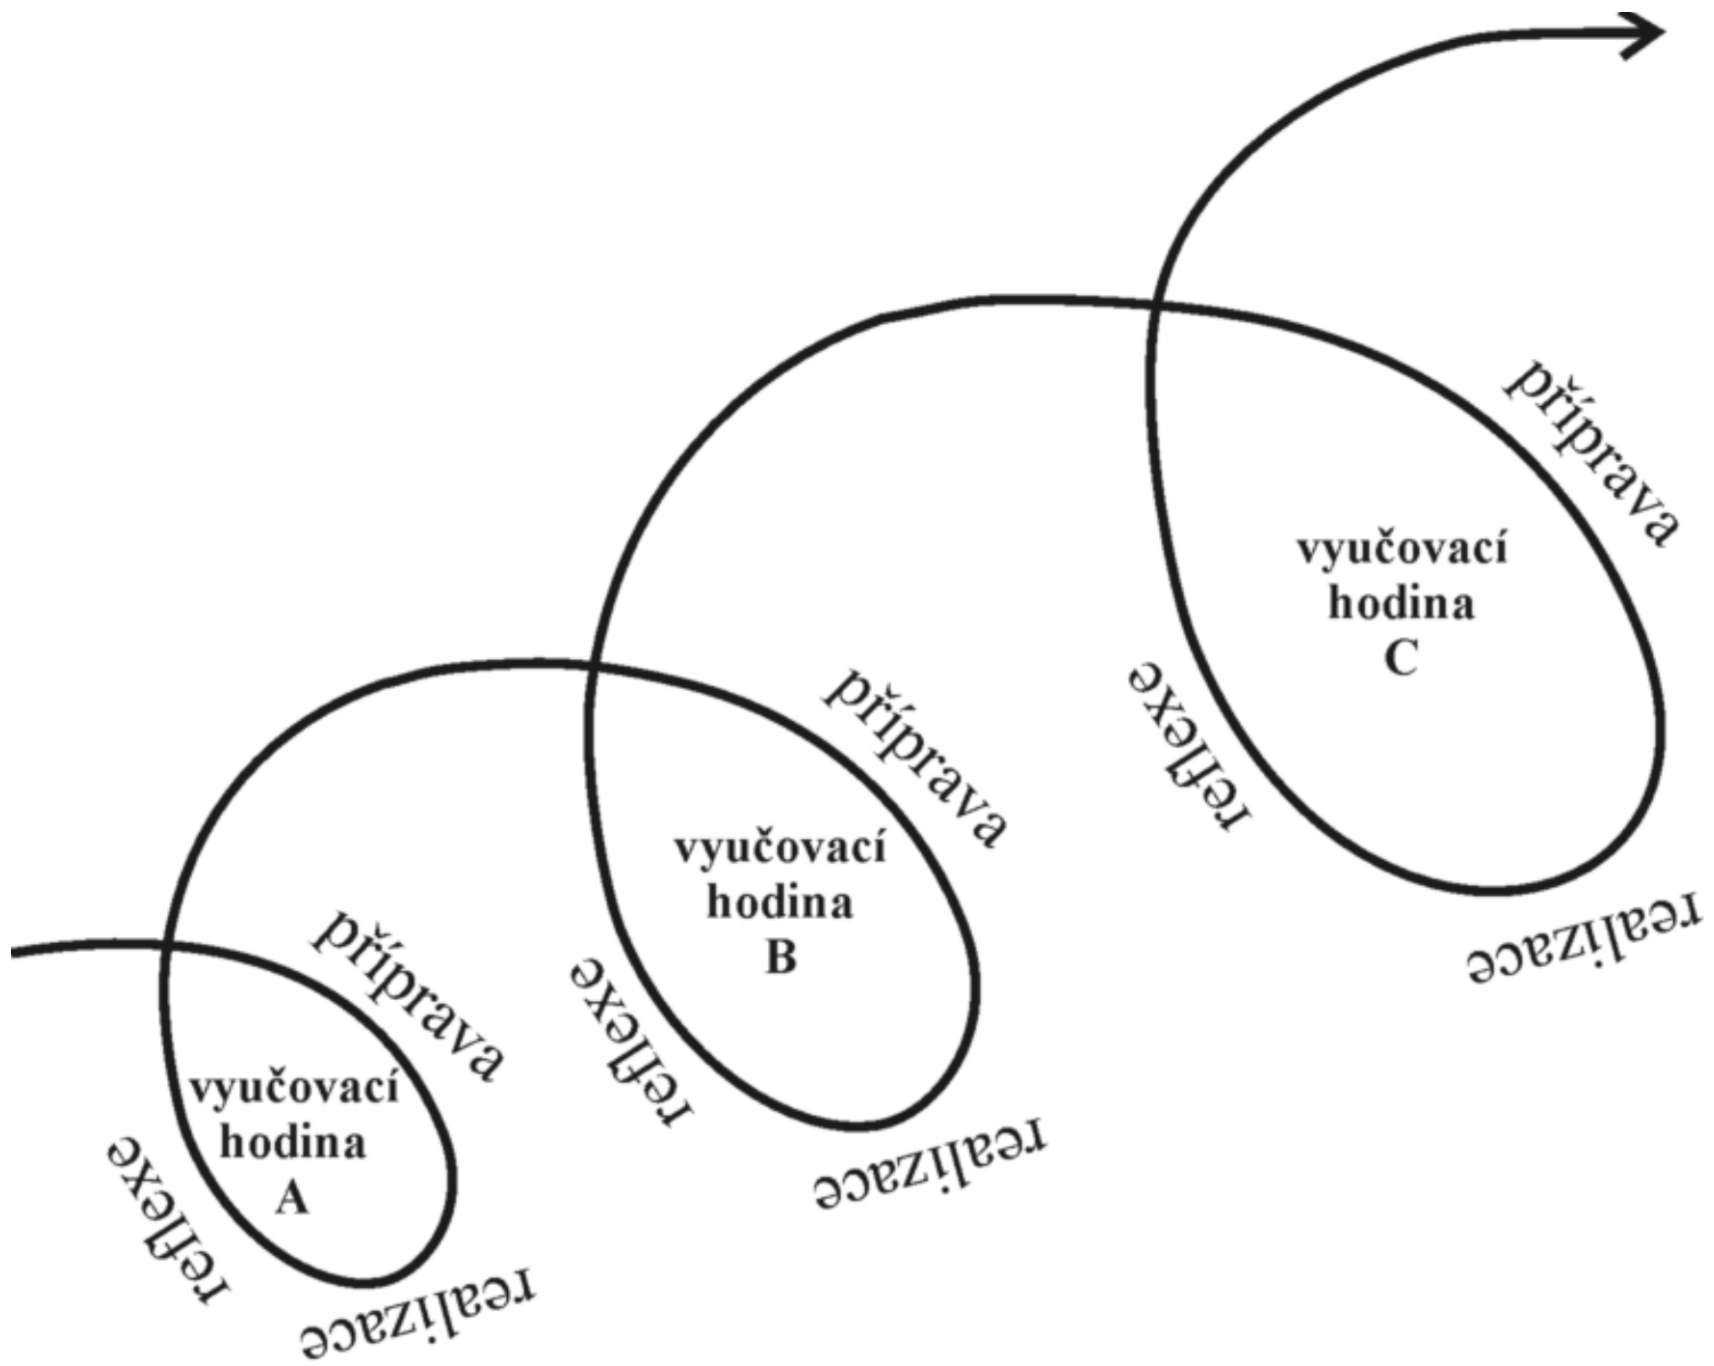 příprava
vyučovací
hodina
C
reflexe
realizace
příprava
vyučovací
hodina
B
reflexe
realizace
příprava
vyučovací
hodina
A
reflexe
realizace